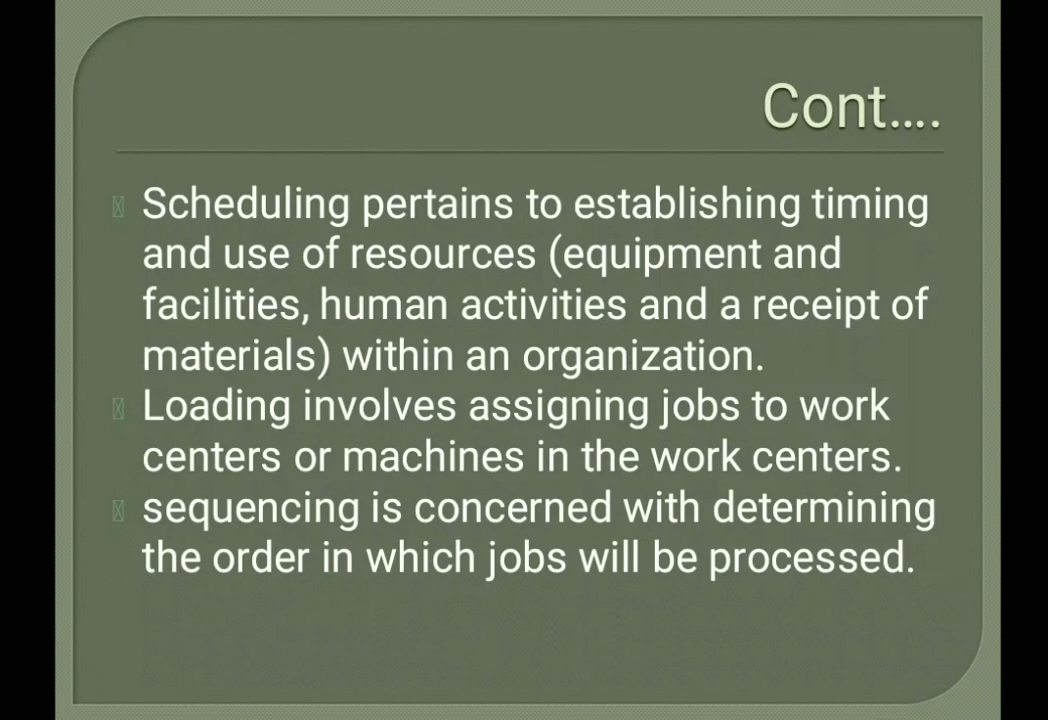 Cont....
Scheduling pertains to establishing timing
and use of resources (equipment and
facilities, human activities and a receipt of
materials) within an organization.
Loading involves assigning jobs to work
centers or machines in the work centers.
sequencing is concerned with determining
the order in which jobs will be processed.